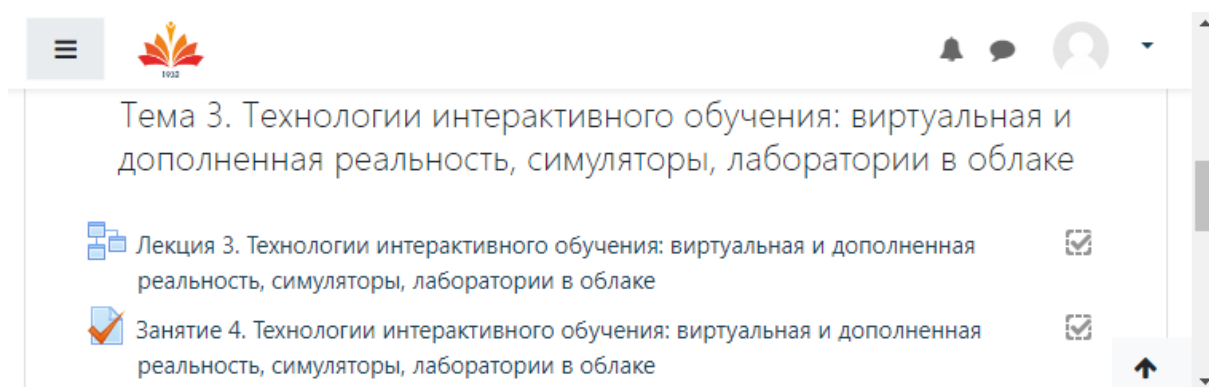 1932
Тема 3. Технологии интерактивного обучения: виртуальная и
дополненная реальность, симуляторы, лаборатории в облаке
Лекция 3. Технологии интерактивного обучения: виртуальная и дополненная
реальность, симуляторы, лаборатории в облаке
Занятие 4. Технологии интерактивного обучения: виртуальная и дополненная
реальность, симуляторы, лаборатории в облаке